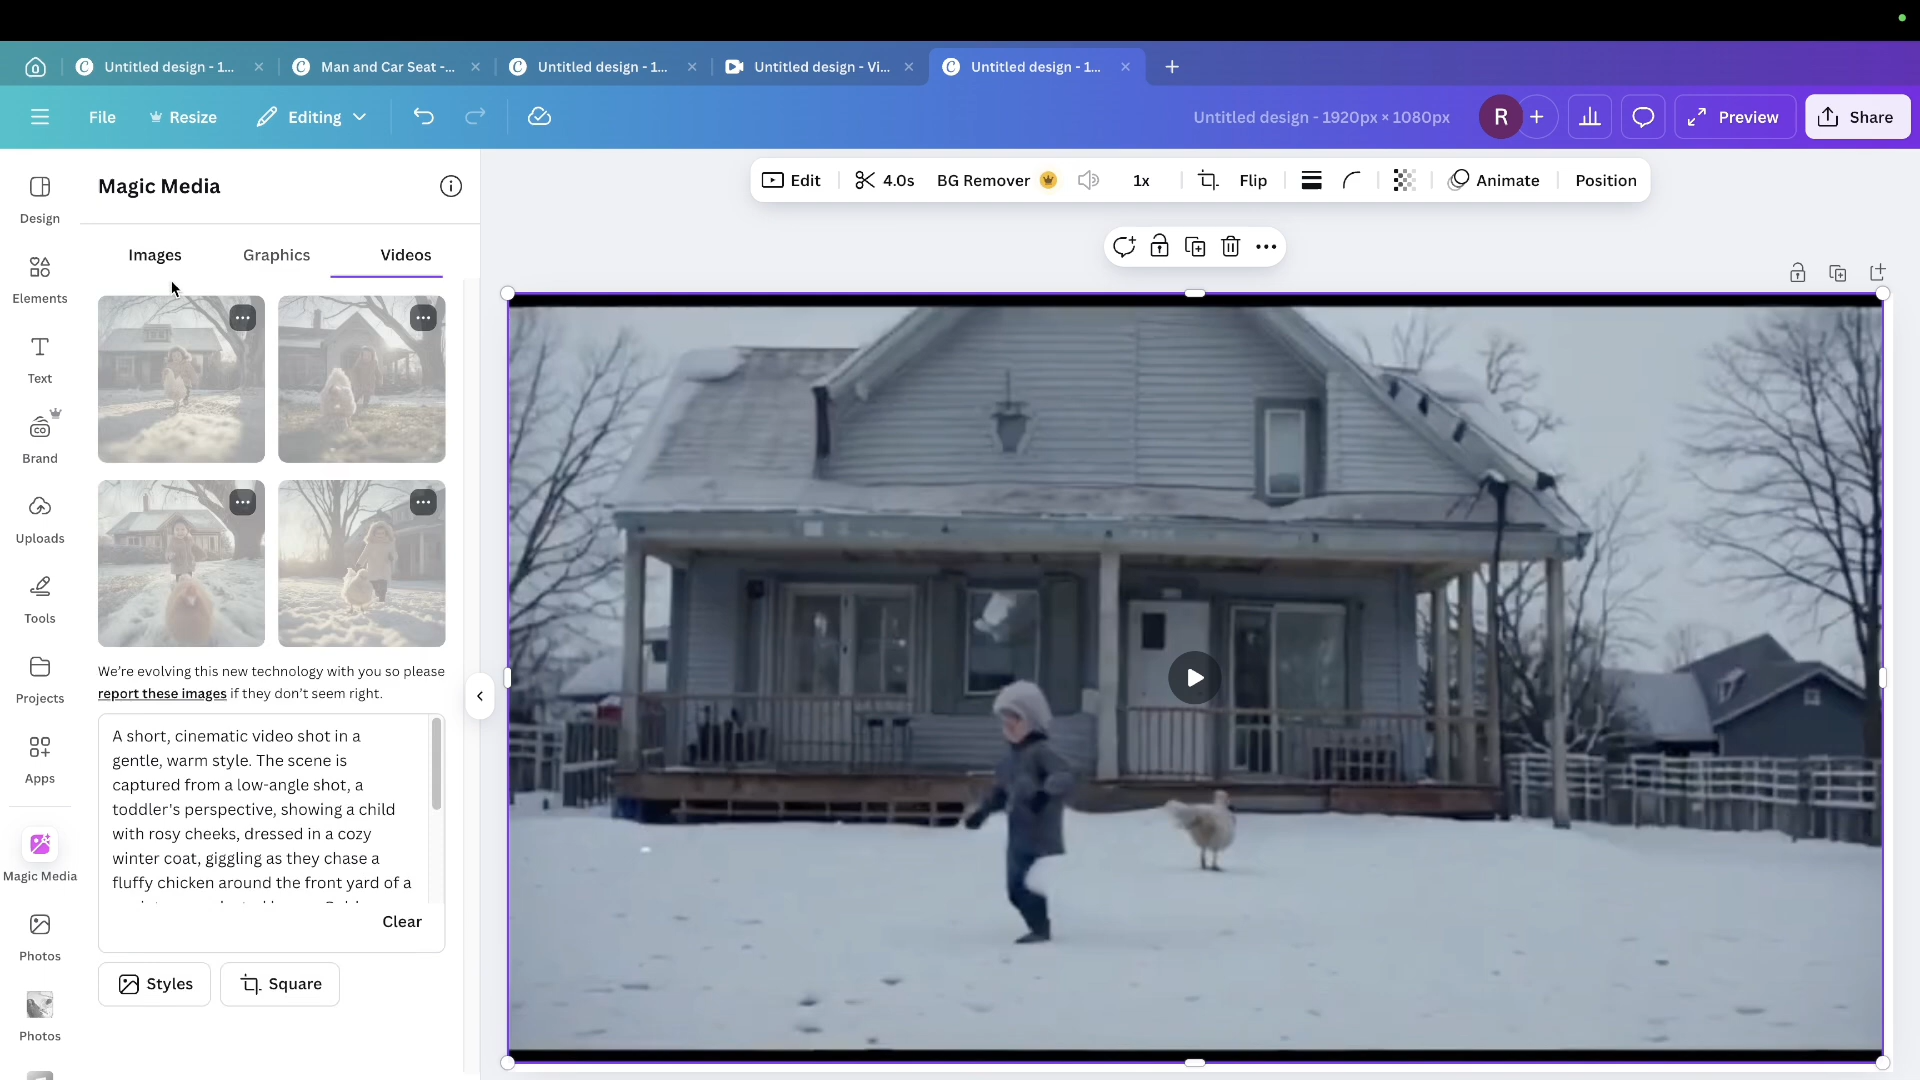 Untitled design - 1...
Man and Car Seat -...
Untitled design - 1...
Untitled design - Vi...
Untitled design - 1...
File
Resize
Editing
Untitled design - 1920px × 1080px
R
Preview
Share
Magic Media
Edit
4.0s
BG Remover
1x
Flip
Animate
Position
Design
Images
Graphics
Videos
Elements
Text
Brand
Uploads
Tools
Projects
Apps
Magic Media
Photos
Photos
We're evolving this new technology with you so please
report these images if they don't seem right.
A short, cinematic video shot in a
gentle, warm style. The scene is
captured from a low-angle shot, a
toddler's perspective, showing a child
with rosy cheeks, dressed in a cozy
winter coat, giggling as they chase a
fluffy chicken around the front yard of a
Clear
Styles
Square